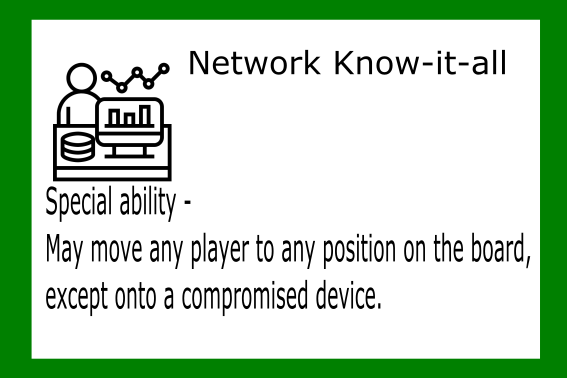 Network Know-it-all
Special ability -
May move any player to any position on the board,
except onto a compromised device.